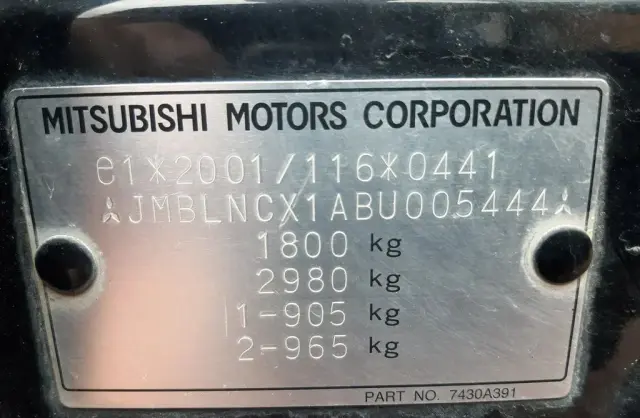 MITSUBISHI MOTORS CORPORATION
e1*2001/116*0441
JMBLNCX1ABU005444
1800 kg
2980 kg
1-905 kg
2-965 kg
PART NO. 7430A391